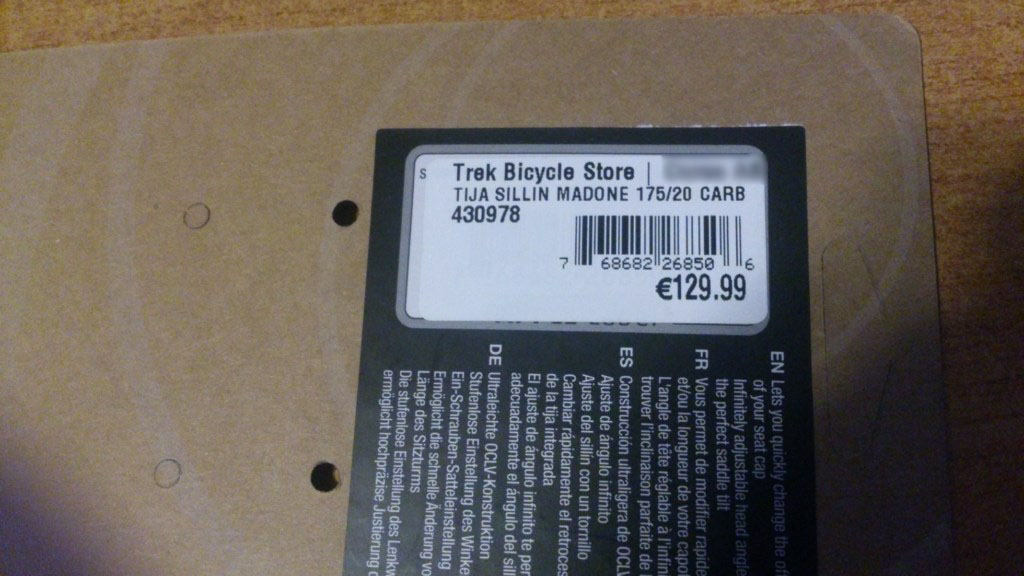 S
Trek Bicycle Store |
TIJA SILLIN MADONE 175/20 CARB
430978
7 68682 26850 6
€129.99
EN Lets you quickly change the of
of your seat cap
Infinitely adjustable head angle
the perfect saddle tilt
FR Vous permet de modifier rapide
et/ou la longueur de votre capot
L'angle de tête réglable à l'infini
trouver l'inclinaison parfaite de l
ES Construcción ultraligera de OCLV
Ajuste de ángulo infinito
Ajuste del sillín con un tornillo
Cambiar rápidamente el retroces
de la tija integrada
El ajuste de ángulo infinito te per
adecuadamente el ángulo del sill
DE Ultraleichte OCLV-Konstruktion
Stufenlose Einstellung des Winke
Ein-Schrauben-Satteleinstellung
Ermöglicht die schnelle Änderung vo
Länge des Sitzturms
Die stufenlose Einstellung des Lenkw
ermöglicht hochpräzise Justierung d